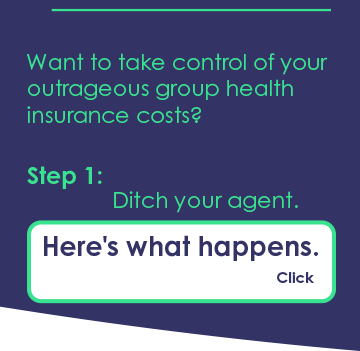 Want to take control of your
outrageous group health
insurance costs?
Step 1:
Ditch your agent.
Here's what happens.
Click